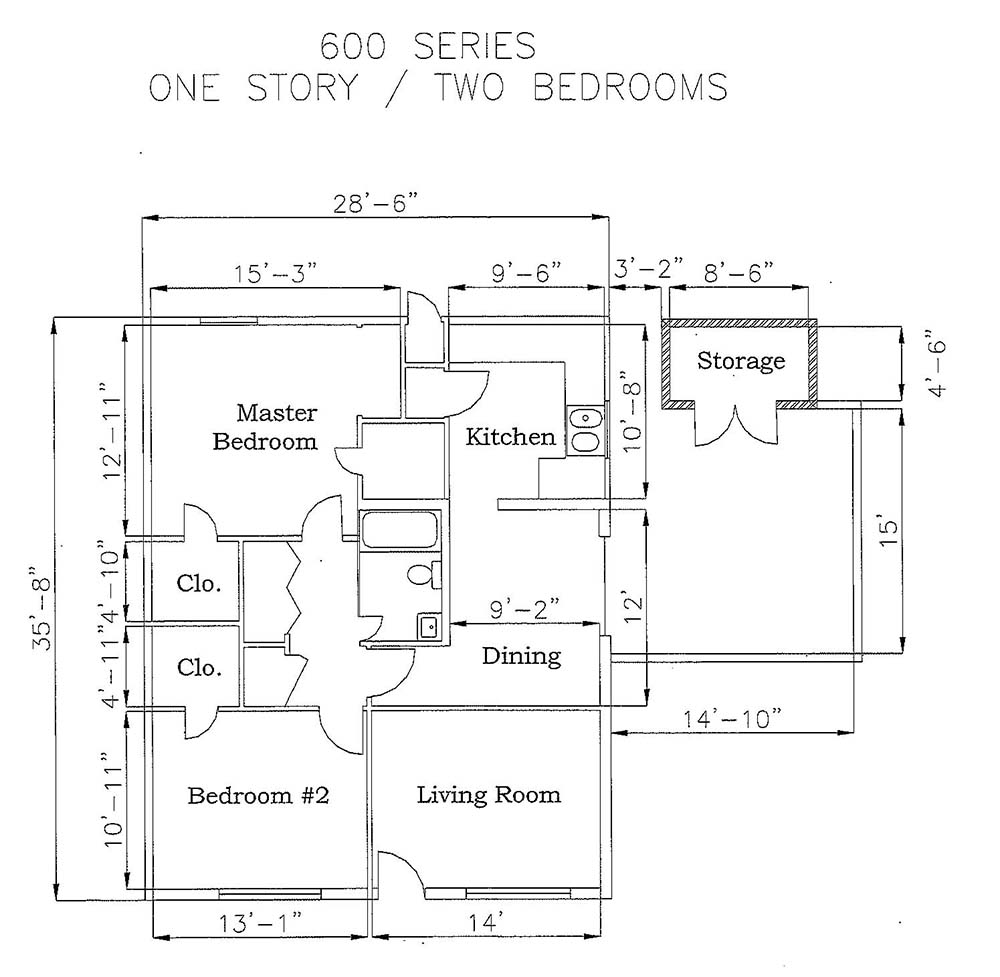 600 SERIES
ONE STORY / TWO BEDROOMS
28'-6"
15'-3"
9'-6"
3'-2"
8'-6"
Storage
4'-6"
12'-11"
Master
Bedroom
Kitchen
10'-8"
15'
35'-8"
4'-10"
Clo.
9'-2"
12'
4'-11"
Clo.
Dining
14'-10"
10'-11"
Bedroom #2
Living Room
13'-1"
14'